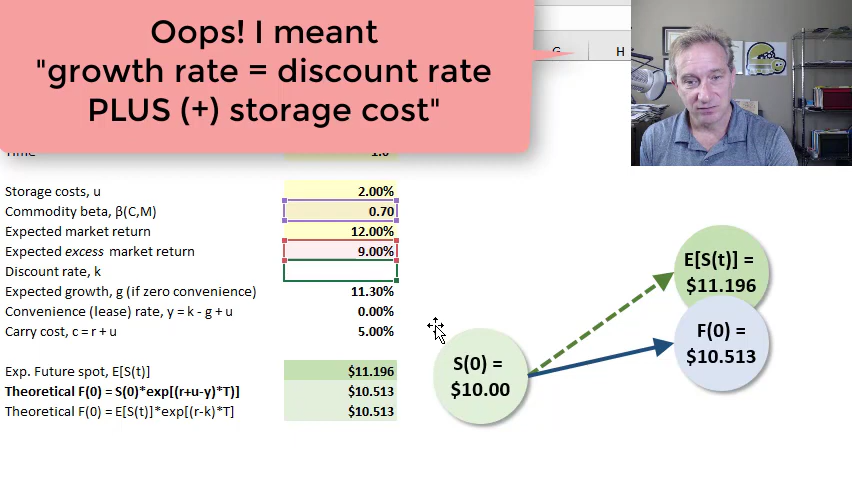 Oops! I meant
"growth rate = discount rate
PLUS (+) storage cost"
G H
Time 1.0
Storage costs, u 2.00%
Commodity beta, β(C,M) 0.70
Expected market return 12.00%
Expected excess market return 9.00%
Discount rate, k
Expected growth, g (if zero convenience) 11.30%
Convenience (lease) rate, y = k - g + u 0.00%
Carry cost, c = r + u 5.00%
Exp. Future spot, E[S(t)] $11.196
Theoretical F(0) = S(0)*exp[(r+u-y)*T)] $10.513
Theoretical F(0) = E[S(t)]*exp[(r-k)*T] $10.513
S(0) =
$10.00
E[S(t)] =
$11.196
F(0) =
$10.513